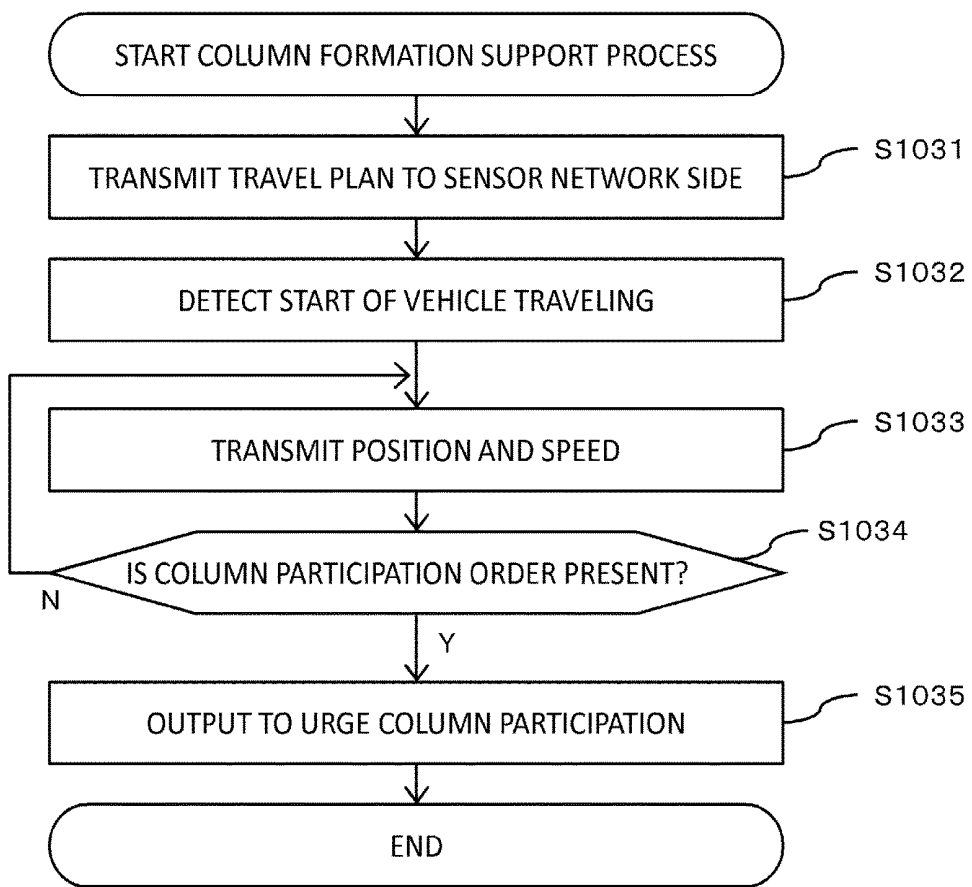 START COLUMN FORMATION SUPPORT PROCESS
TRANSMIT TRAVEL PLAN TO SENSOR NETWORK SIDE
S1031
DETECT START OF VEHICLE TRAVELING
S1032
TRANSMIT POSITION AND SPEED
S1033
IS COLUMN PARTICIPATION ORDER PRESENT?
S1034
N
Y
OUTPUT TO URGE COLUMN PARTICIPATION
S1035
END